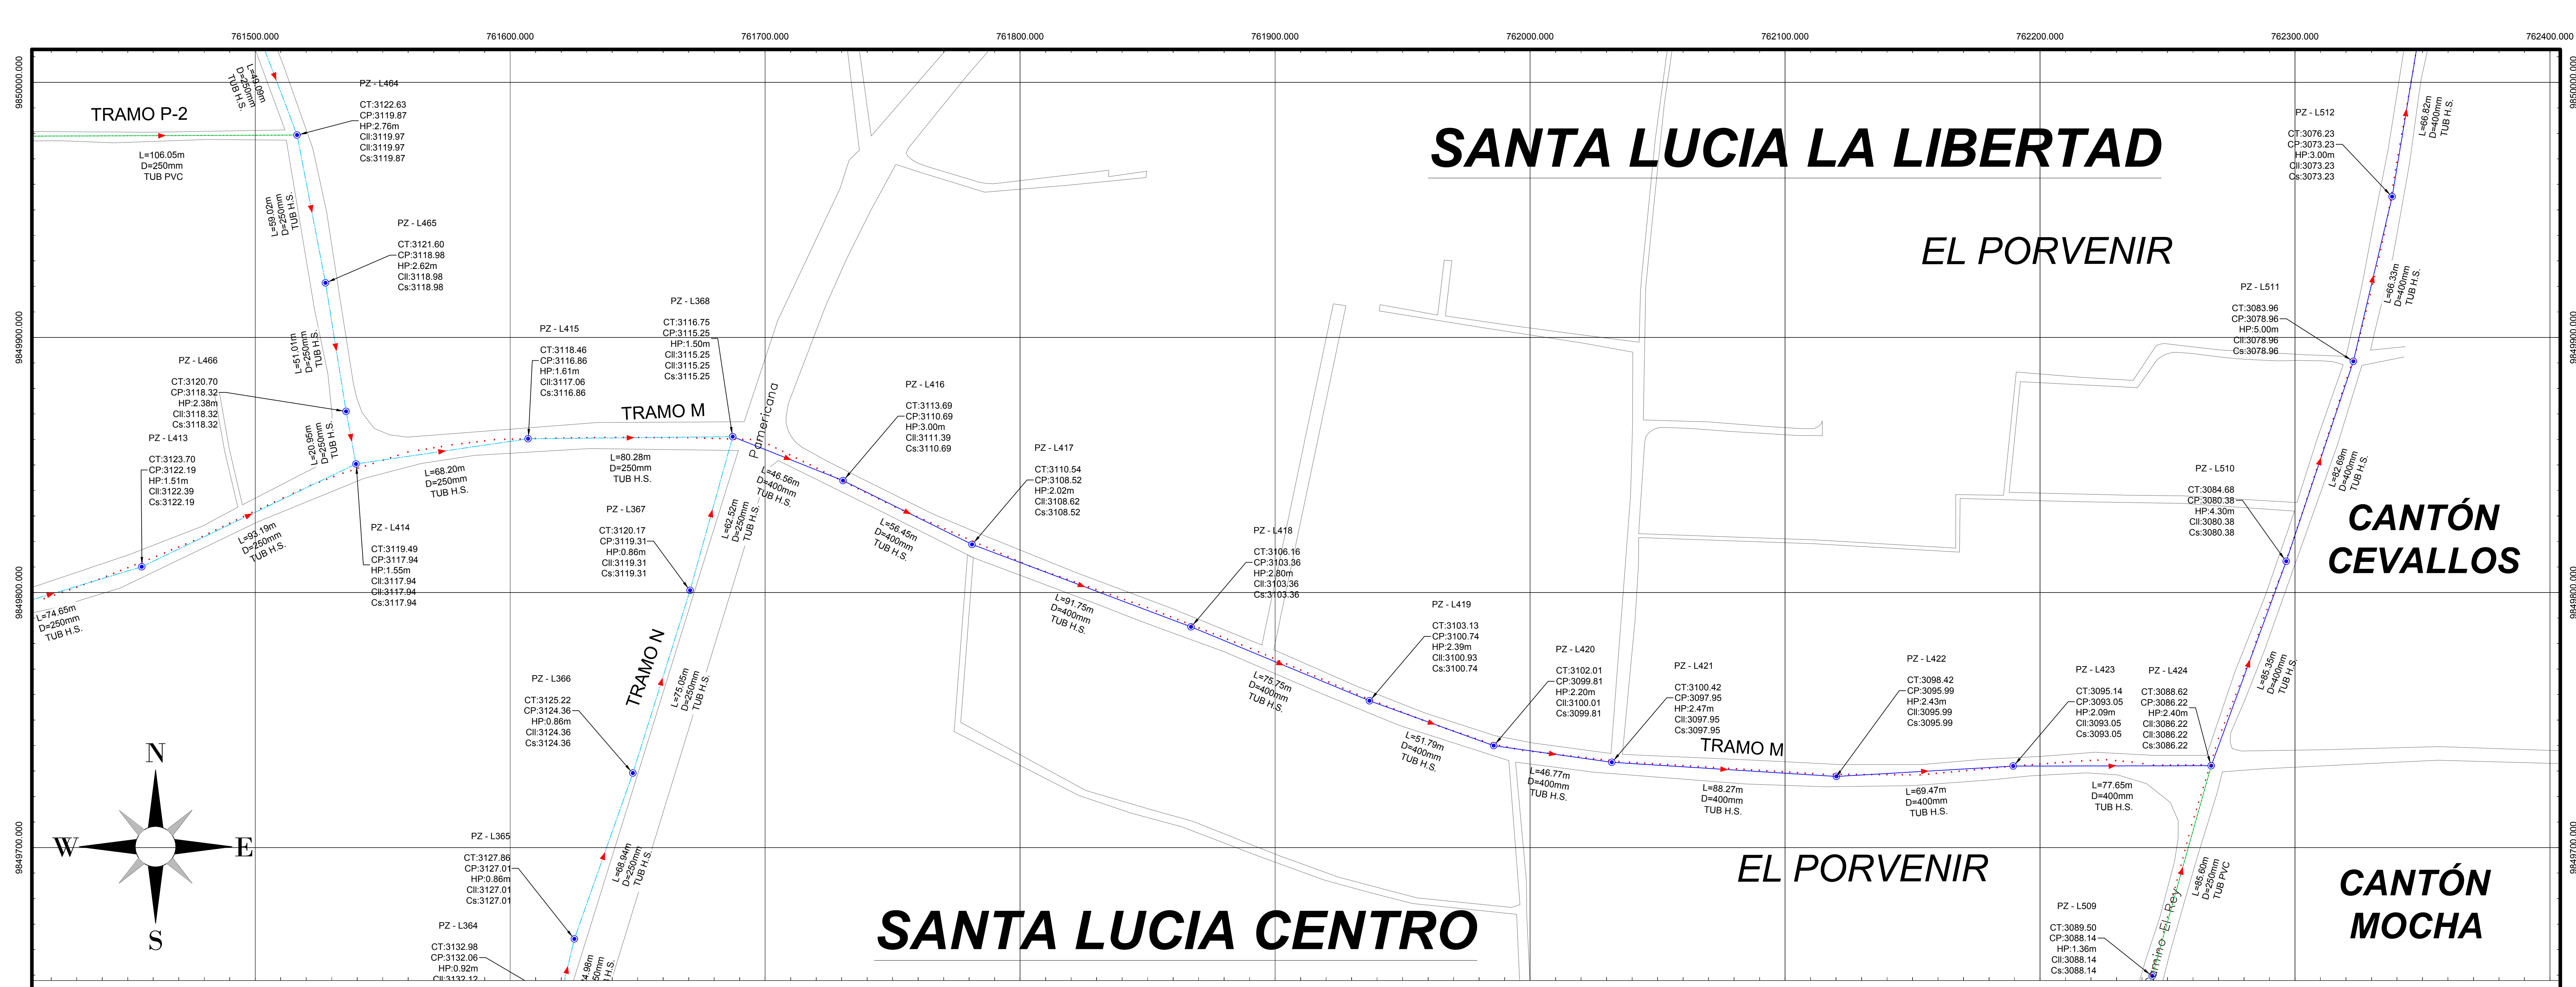 761500.000
761600.000
761700.000
761800.000
761900.000
762000.000
762100.000
762200.000
762300.000
762400.000
9850000.000
9849900.000
9849800.000
9849700.000
9850000.000
9849900.000
9849800.000
9849700.000
SANTA LUCIA LA LIBERTAD
EL PORVENIR
SANTA LUCIA CENTRO
EL PORVENIR
CANTÓN
CEVALLOS
CANTÓN
MOCHA
TRAMO P-2
L=106.05m
D=250mm
TUB PVC
L=49.09m
D=250mm
TUB H.S.
PZ - L464
CT:3122.63
CP:3119.87
HP:2.76m
CII:3119.97
CII:3119.97
Cs:3119.87
L=59.02m
D=250mm
TUB H.S.
PZ - L465
CT:3121.60
CP:3118.98
HP:2.62m
CII:3118.98
Cs:3118.98
L=51.01m
D=250mm
TUB H.S.
PZ - L466
CT:3120.70
CP:3118.32
HP:2.38m
CII:3118.32
Cs:3118.32
L=20.95m
D=250mm
TUB H.S.
PZ - L413
CT:3123.70
CP:3122.19
HP:1.51m
CII:3122.39
Cs:3122.19
L=74.65m
D=250mm
TUB H.S.
L=93.19m
D=250mm
TUB H.S.
PZ - L414
CT:3119.49
CP:3117.94
HP:1.55m
CII:3117.94
CII:3117.94
Cs:3117.94
L=68.20m
D=250mm
TUB H.S.
PZ - L415
CT:3118.46
CP:3116.86
HP:1.61m
CII:3117.06
Cs:3116.86
TRAMO M
L=80.28m
D=250mm
TUB H.S.
PZ - L368
CT:3116.75
CP:3115.25
HP:1.50m
CII:3115.25
CII:3115.25
Cs:3115.25
Pamericana
L=46.56m
D=400mm
TUB H.S.
PZ - L367
CT:3120.17
CP:3119.31
HP:0.86m
CII:3119.31
Cs:3119.31
L=62.52m
D=250mm
TUB H.S.
TRAMO N
L=75.05m
D=250mm
TUB H.S.
PZ - L366
CT:3125.22
CP:3124.36
HP:0.86m
CII:3124.36
Cs:3124.36
L=68.94m
D=250mm
TUB H.S.
PZ - L365
CT:3127.86
CP:3127.01
HP:0.86m
CII:3127.01
Cs:3127.01
PZ - L364
CT:3132.98
CP:3132.06
HP:0.92m
CII:3132.12
PZ - L416
CT:3113.69
CP:3110.69
HP:3.00m
CII:3111.39
Cs:3110.69
L=56.45m
D=400mm
TUB H.S.
PZ - L417
CT:3110.54
CP:3108.52
HP:2.02m
CII:3108.62
Cs:3108.52
L=91.75m
D=400mm
TUB H.S.
PZ - L418
CT:3106.16
CP:3103.36
HP:2.80m
CII:3103.36
Cs:3103.36
L=75.75m
D=400mm
TUB H.S.
PZ - L419
CT:3103.13
CP:3100.74
HP:2.39m
CII:3100.93
Cs:3100.74
L=51.79m
D=400mm
TUB H.S.
PZ - L420
CT:3102.01
CP:3099.81
HP:2.20m
CII:3100.01
Cs:3099.81
L=46.77m
D=400mm
TUB H.S.
PZ - L421
CT:3100.42
CP:3097.95
HP:2.47m
CII:3097.95
Cs:3097.95
TRAMO M
L=88.27m
D=400mm
TUB H.S.
PZ - L422
CT:3098.42
CP:3095.99
HP:2.43m
CII:3095.99
Cs:3095.99
L=69.47m
D=400mm
TUB H.S.
PZ - L423
CT:3095.14
CP:3093.05
HP:2.09m
CII:3093.05
Cs:3093.05
L=77.65m
D=400mm
TUB H.S.
PZ - L424
CT:3088.62
CP:3086.22
HP:2.40m
CII:3086.22
CII:3086.22
Cs:3086.22
L=85.60m
D=250mm
TUB PVC
amino El Rey
PZ - L509
CT:3089.50
CP:3088.14
HP:1.36m
CII:3088.14
Cs:3088.14
L=85.35m
D=400mm
TUB H.S.
PZ - L510
CT:3084.68
CP:3080.38
HP:4.30m
CII:3080.38
Cs:3080.38
L=82.69m
D=400mm
TUB H.S.
PZ - L511
CT:3083.96
CP:3078.96
HP:5.00m
CII:3078.96
Cs:3078.96
L=66.33m
D=400mm
TUB H.S.
PZ - L512
CT:3076.23
CP:3073.23
HP:3.00m
CII:3073.23
Cs:3073.23
L=66.82m
D=400mm
TUB H.S.
N
W
E
S